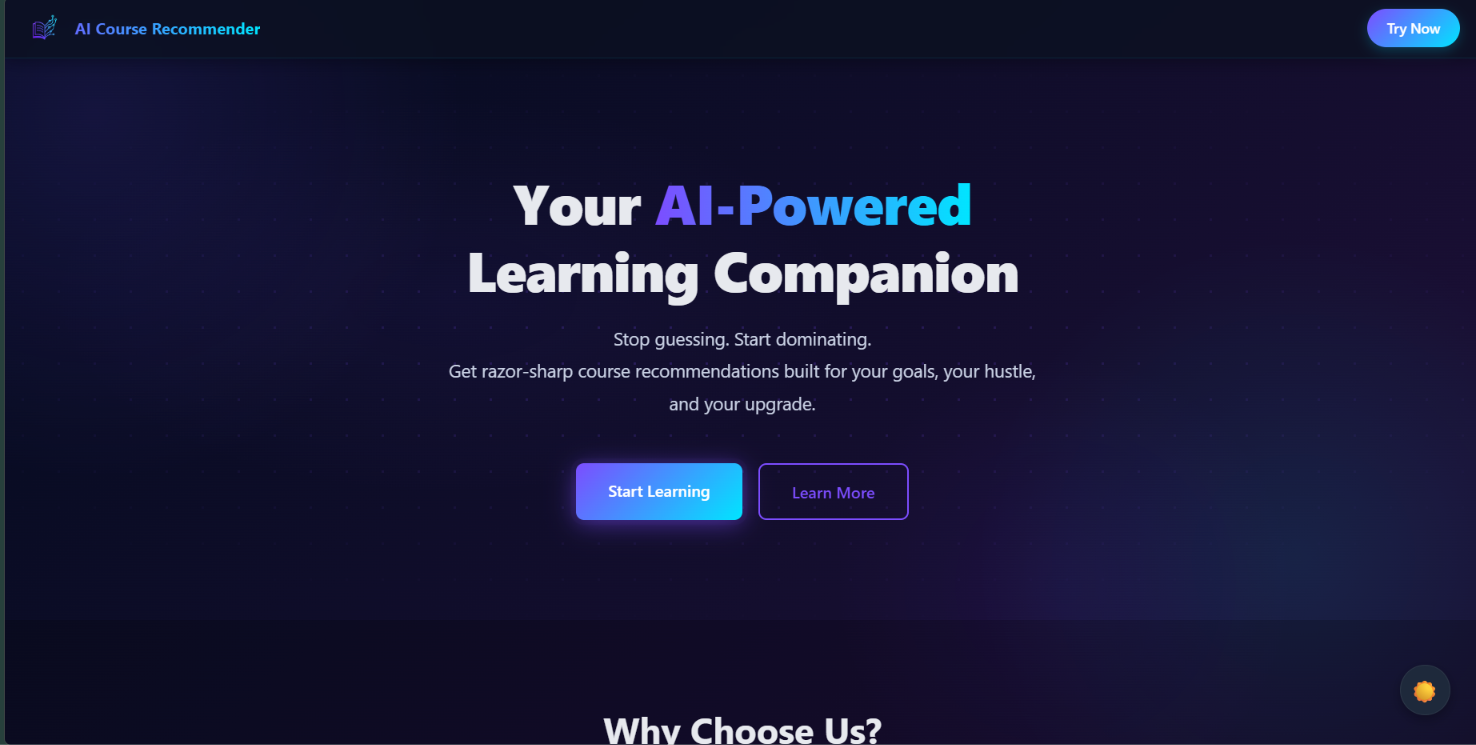 AI Course Recommender
Try Now
Your AI-Powered
Learning Companion
Stop guessing. Start dominating.
Get razor-sharp course recommendations built for your goals, your hustle,
and your upgrade.
Start Learning
Learn More
Why Choose Us?